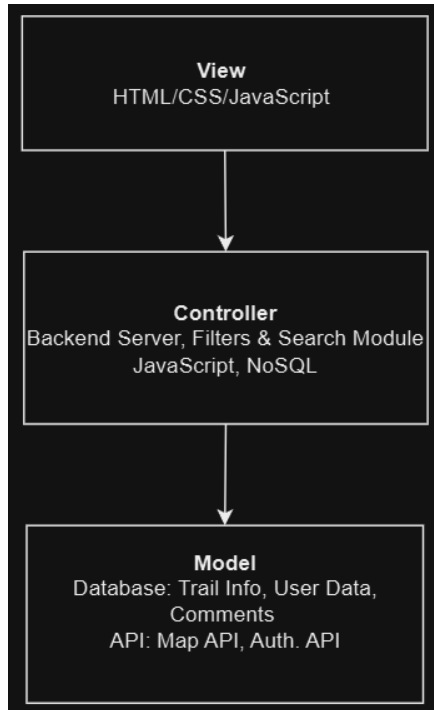 View
HTML/CSS/JavaScript
Controller
Backend Server, Filters & Search Module
JavaScript, NoSQL
Model
Database: Trail Info, User Data,
Comments
API: Map API, Auth. API